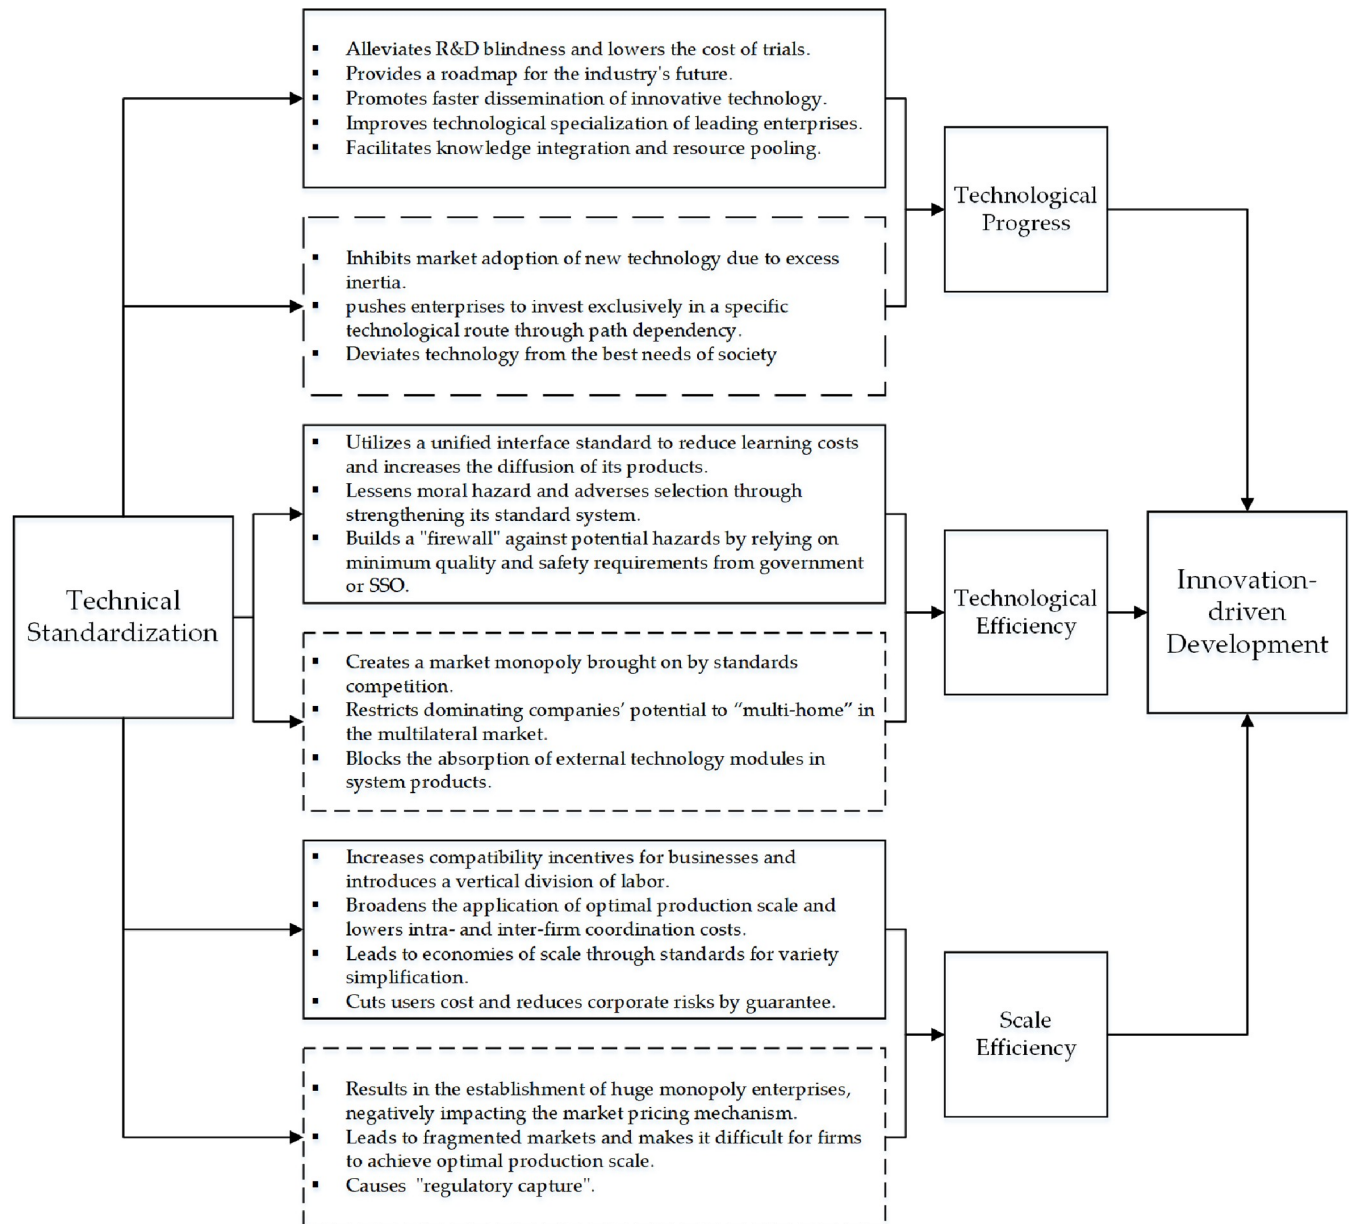 ▪ Alleviates R&D blindness and lowers the cost of trials.
▪ Provides a roadmap for the industry's future.
▪ Promotes faster dissemination of innovative technology.
▪ Improves technological specialization of leading enterprises.
▪ Facilitates knowledge integration and resource pooling.
Technological
Progress
▪ Inhibits market adoption of new technology due to excess
inertia.
▪ pushes enterprises to invest exclusively in a specific
technological route through path dependency.
▪ Deviates technology from the best needs of society
▪ Utilizes a unified interface standard to reduce learning costs
and increases the diffusion of its products.
▪ Lessens moral hazard and adverses selection through
strengthening its standard system.
▪ Builds a "firewall" against potential hazards by relying on
minimum quality and safety requirements from government
or SSO.
Technical
Standardization
Technological
Efficiency
Innovation-
driven
Development
▪ Creates a market monopoly brought on by standards
competition.
▪ Restricts dominating companies’ potential to “multi-home” in
the multilateral market.
▪ Blocks the absorption of external technology modules in
system products.
▪ Increases compatibility incentives for businesses and
introduces a vertical division of labor.
▪ Broadens the application of optimal production scale and
lowers intra- and inter-firm coordination costs.
▪ Leads to economies of scale through standards for variety
simplification.
▪ Cuts users cost and reduces corporate risks by guarantee.
Scale
Efficiency
▪ Results in the establishment of huge monopoly enterprises,
negatively impacting the market pricing mechanism.
▪ Leads to fragmented markets and makes it difficult for firms
to achieve optimal production scale.
▪ Causes "regulatory capture".